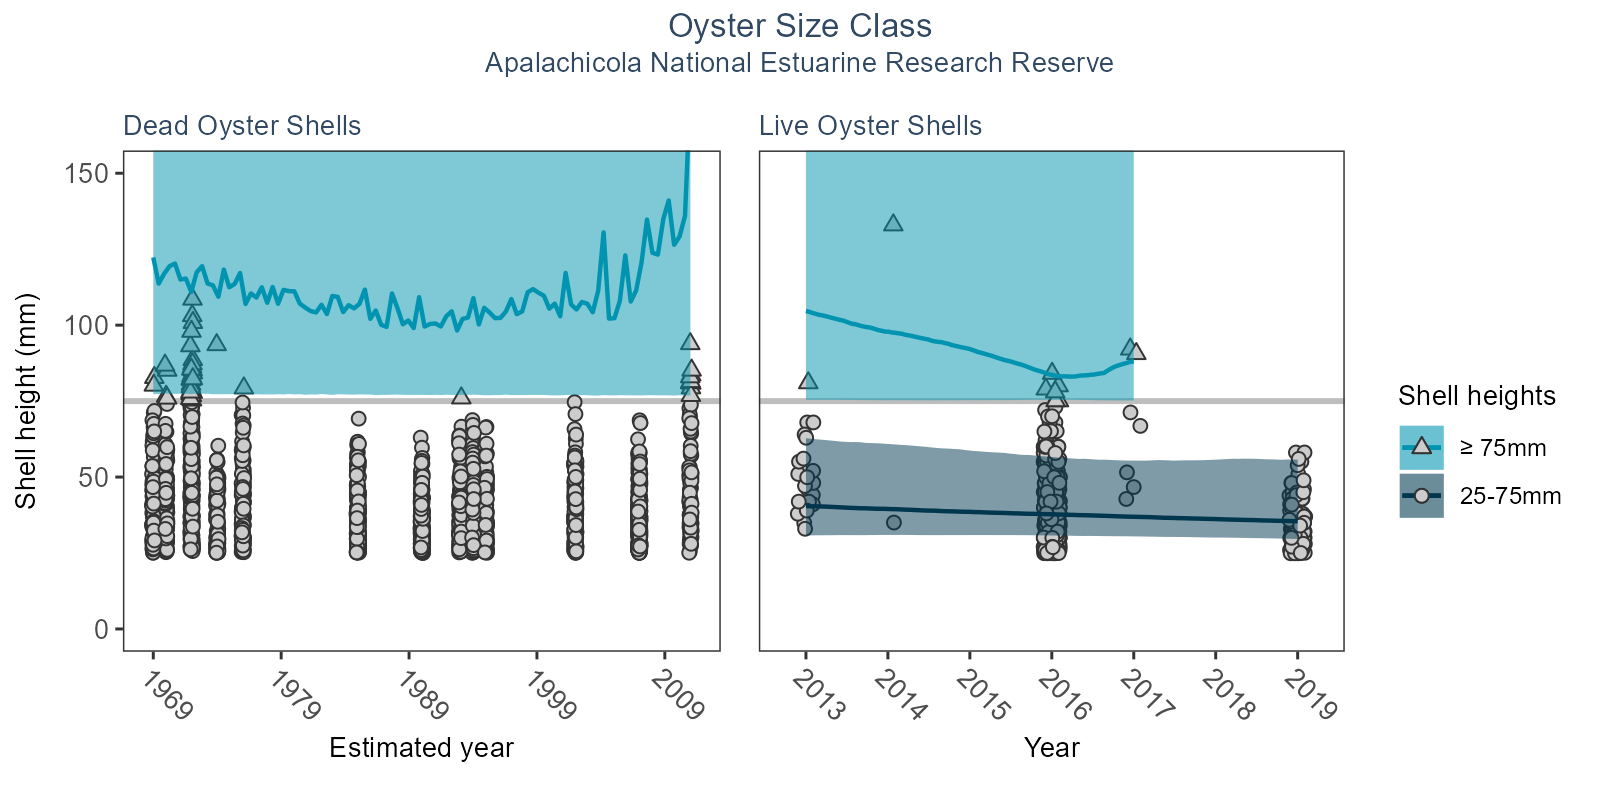 Oyster Size Class
Apalachicola National Estuarine Research Reserve
Dead Oyster Shells
Live Oyster Shells
Shell height (mm)
150
100
50
0
1969
1979
1989
1999
2009
Estimated year
2013
2014
2015
2016
2017
2018
2019
Year
Shell heights
≥ 75mm
25-75mm